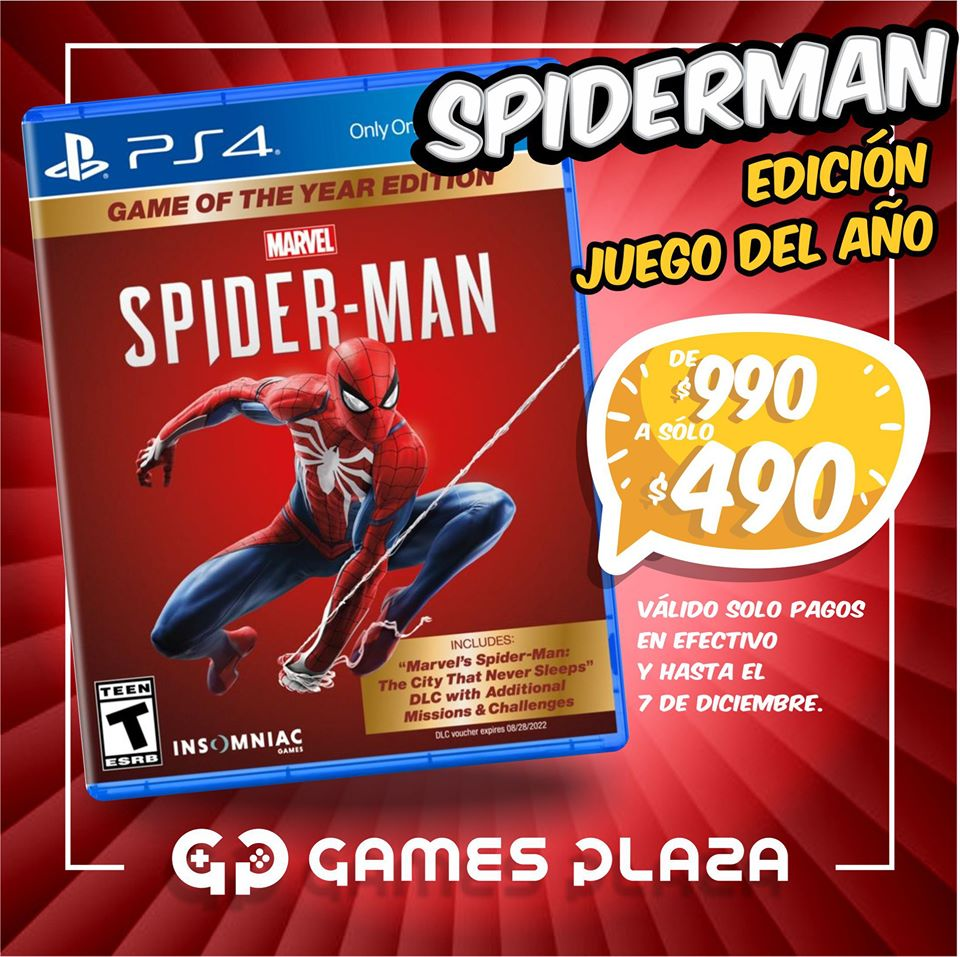 SPIDERMAN
EDICIÓN
JUEGO DEL AÑO
PS4
Only On
GAME OF THE YEAR EDITION
MARVEL
SPIDER-MAN
DE
$990
A SÓLO
$490
VÁLIDO SOLO PAGOS
EN EFECTIVO
Y HASTA EL
7 DE DICIEMBRE.
INCLUDES:
"Marvel's Spider-Man:
The City That Never Sleeps"
DLC with Additional
Missions & Challenges
DLC voucher expires 08/28/2022
TEEN
T
ESRB
INSOMNIAC
GAMES
GP GAMES PLAZA